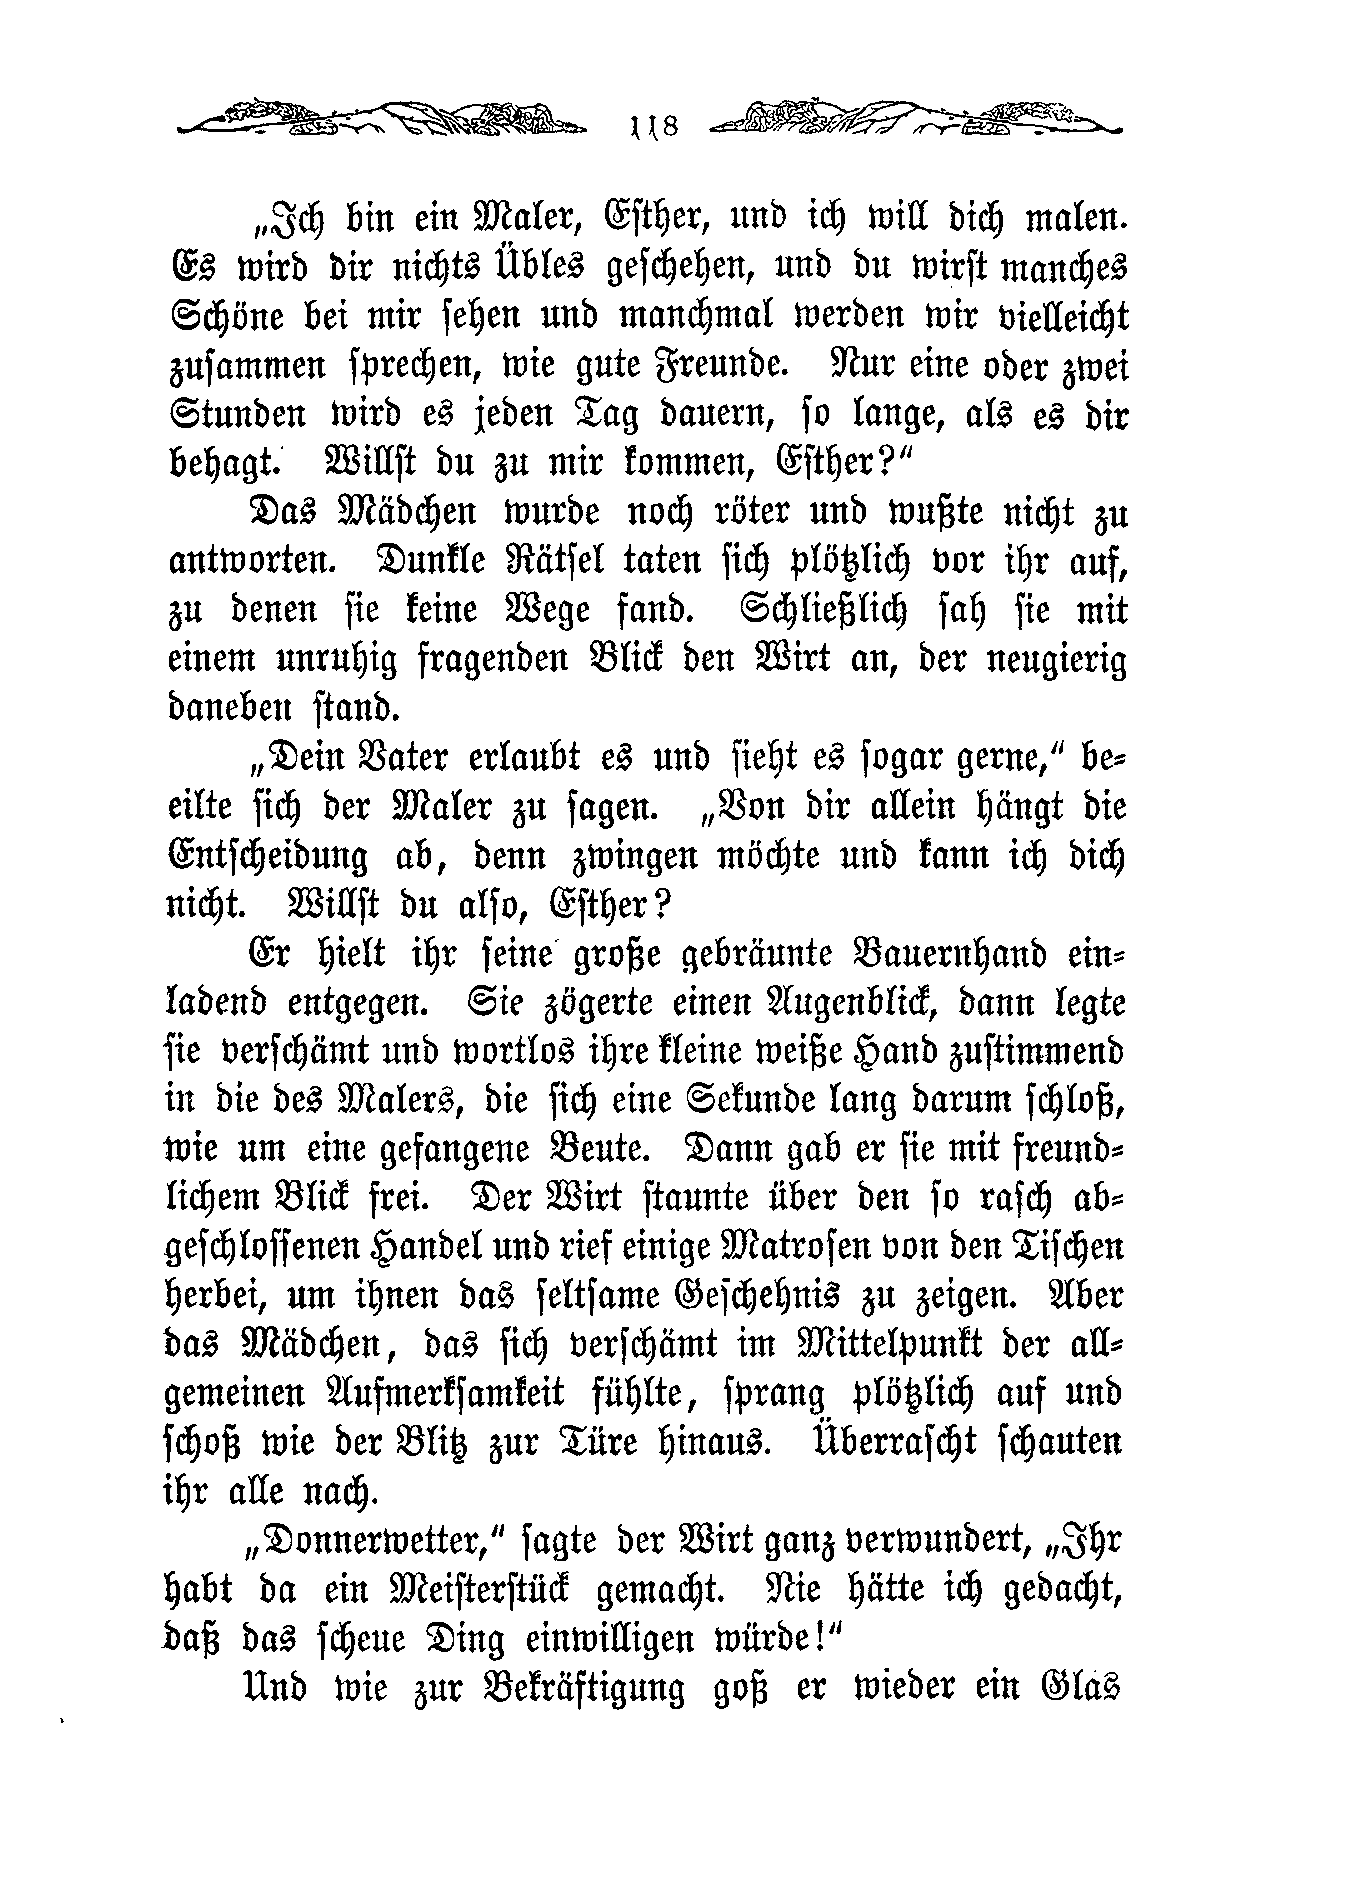 118
„Ich bin ein Maler, Esther, und ich will dich malen.
Es wird dir nichts Übles geschehen, und du wirst manches
Schöne bei mir sehen und manchmal werden wir vielleicht
zusammen sprechen, wie gute Freunde. Nur eine oder zwei
Stunden wird es jeden Tag dauern, so lange, als es dir
behagt. Willst du zu mir kommen, Esther?“
Das Mädchen wurde noch röter und wußte nicht zu
antworten. Dunkle Rätsel taten sich plötzlich vor ihr auf,
zu denen sie keine Wege fand. Schließlich sah sie mit
einem unruhig fragenden Blick den Wirt an, der neugierig
daneben stand.
„Dein Vater erlaubt es und sieht es sogar gerne,“ be-
eilte sich der Maler zu sagen. „Von dir allein hängt die
Entscheidung ab, denn zwingen möchte und kann ich dich
nicht. Willst du also, Esther?
Er hielt ihr seine große gebräunte Bauernhand ein-
ladend entgegen. Sie zögerte einen Augenblick, dann legte
sie verschämt und wortlos ihre kleine weiße Hand zustimmend
in die des Malers, die sich eine Sekunde lang darum schloß,
wie um eine gefangene Beute. Dann gab er sie mit freund-
lichem Blick frei. Der Wirt staunte über den so rasch ab-
geschlossenen Handel und rief einige Matrosen von den Tischen
herbei, um ihnen das seltsame Geschehnis zu zeigen. Aber
das Mädchen, das sich verschämt im Mittelpunkt der all-
gemeinen Aufmerksamkeit fühlte, sprang plötzlich auf und
schoß wie der Blitz zur Türe hinaus. Überrascht schauten
ihr alle nach.
„Donnerwetter,“ sagte der Wirt ganz verwundert, „Ihr
habt da ein Meisterstück gemacht. Nie hätte ich gedacht,
daß das scheue Ding einwilligen würde!“
Und wie zur Bekräftigung goß er wieder ein Glas